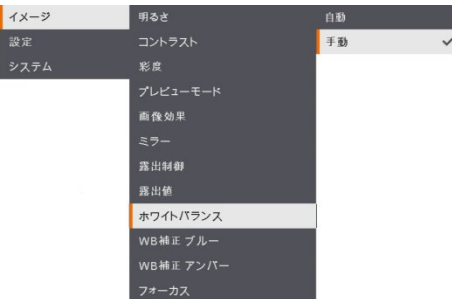 イメージ
設定
システム
明るさ
コントラスト
彩度
プレビューモード
画像効果
ミラー
露出制御
露出値
ホワイトバランス
WB補正 ブルー
WB補正 アンバー
フォーカス
自動
手動